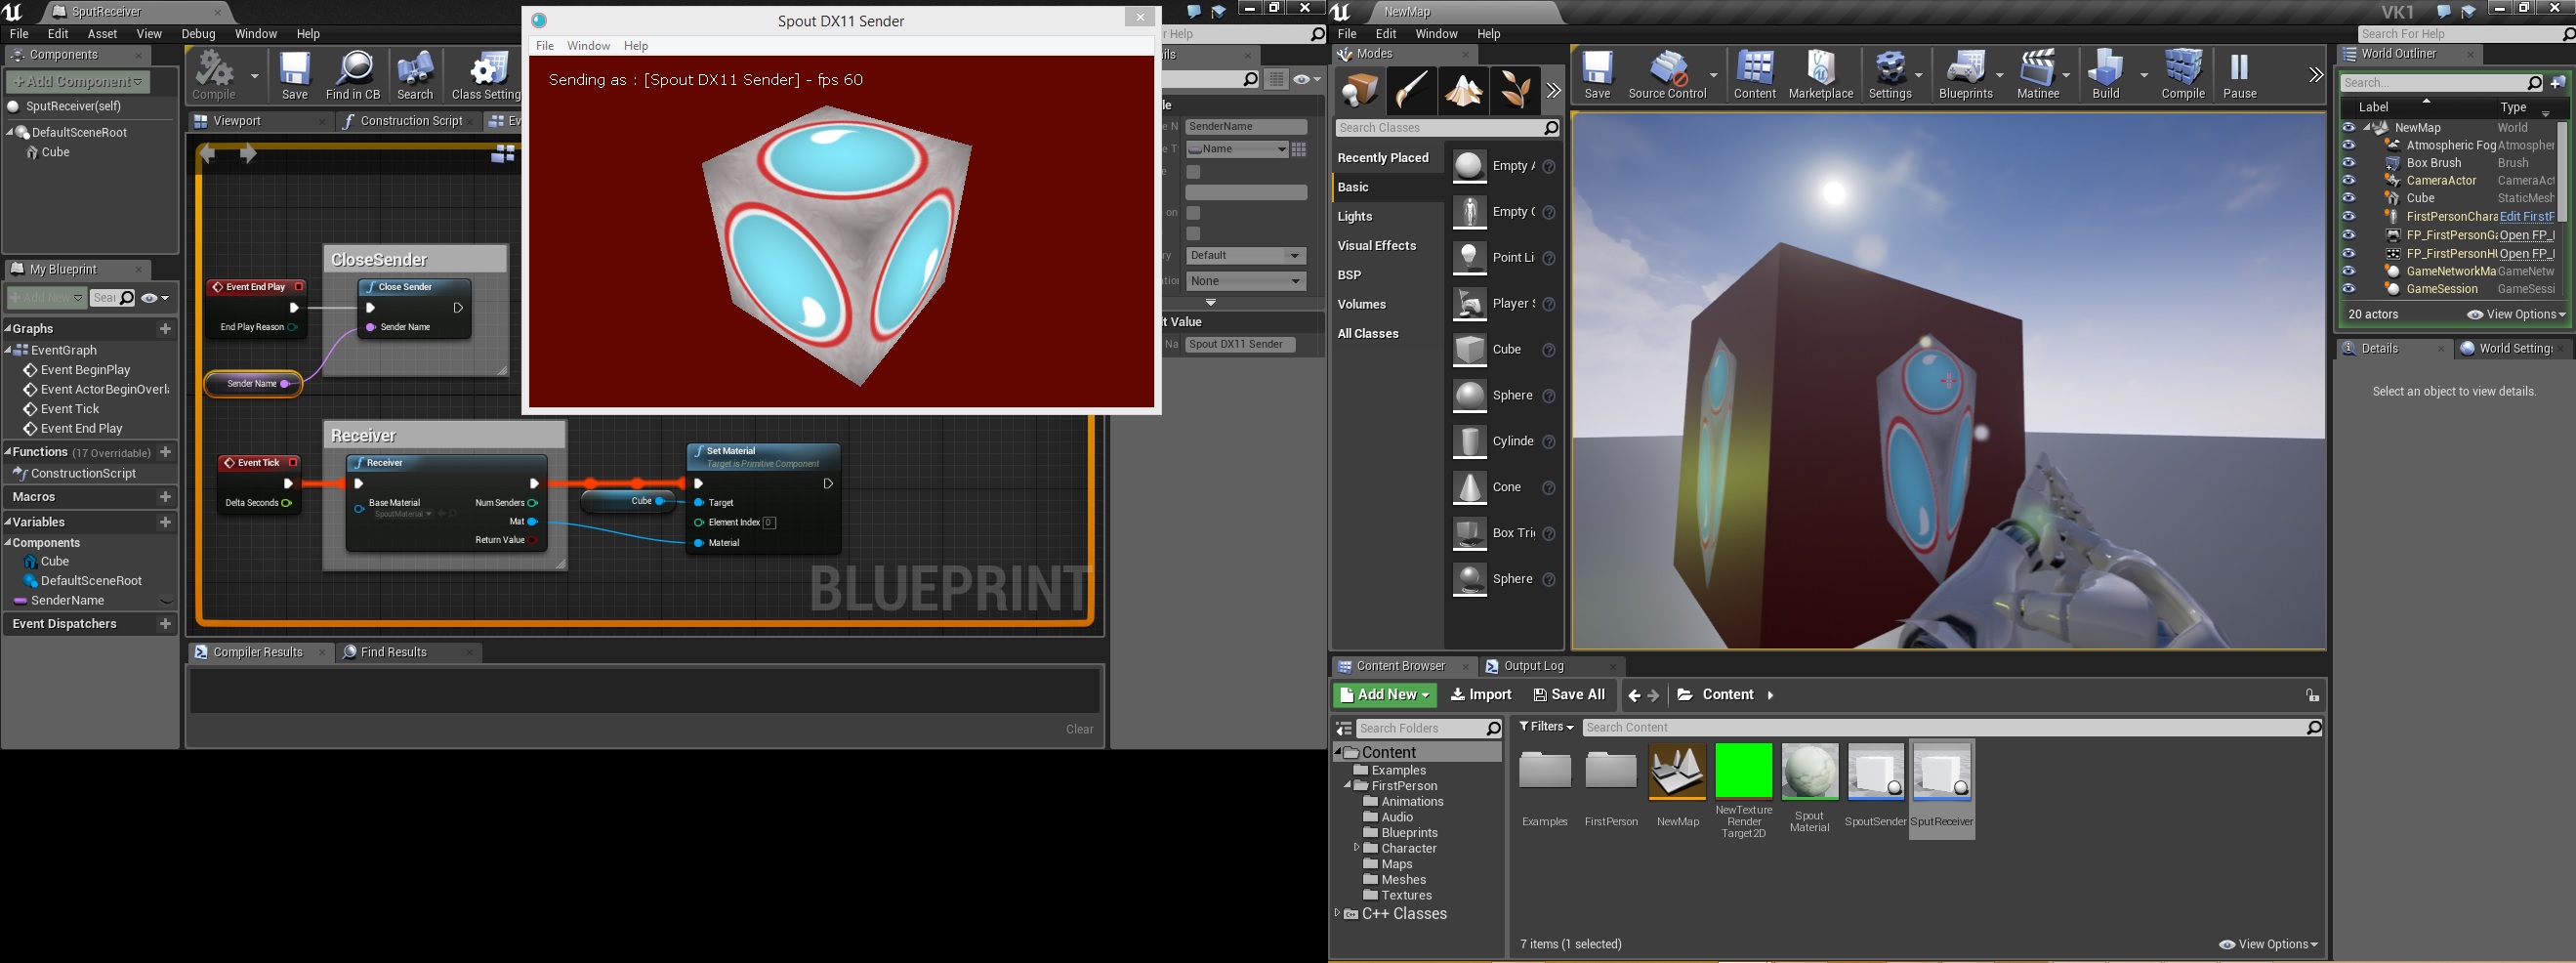 SputReceiver
File Edit Asset View Debug Window Help
Components
Add Component
SputReceiver(self)
DefaultSceneRoot
Cube
My Blueprint
Add New
Graphs
EventGraph
Event BeginPlay
Event ActorBeginOverl
Event Tick
Event End Play
Functions (17 Overridable)
ConstructionScript
Macros
Variables
Components
Cube
DefaultSceneRoot
SenderName
Event Dispatchers
Compile Save Find in CB Search Class Setting
Viewport Construction Script Ev
CloseSender
Event End Play
End Play Reason
Close Sender
Sender Name
Sender Name
Receiver
Event Tick
Delta Seconds
Receiver
Base Material
SpoutMaterial
Num Senders
Mat
Return Value
Cube
Set Material
Target is Primitive Component
Target
Element Index 0
Material
BLUEPRINT
Compiler Results Find Results
Clear
Spout DX11 Sender
File Window Help
Sending as : [Spout DX11 Sender] - fps 60
r Help
ils
SenderName
Name
on
Default
None
lt Value
Na Spout DX11 Sender
NewMap
VK1
File Edit Window Help
Search For Help
Modes
Search Classes
Recently Placed
Basic
Lights
Visual Effects
BSP
Volumes
All Classes
Empty A
Empty C
Point Li
Player S
Cube
Sphere
Cylinde
Cone
Box Tri
Sphere
Save Source Control Content Marketplace Settings Blueprints Matinee Build Compile Pause
World Outliner
Search...
Label Type
NewMap World
Atmospheric Fog Atmospher
Box Brush Brush
CameraActor CameraAct
Cube StaticMesh
FirstPersonChara Edit FirstP
FP_FirstPersonGa Open FP_
FP_FirstPersonHU Open FP_
GameNetworkMa GameNetw
GameSession GameSessi
20 actors View Options
Details World Settings
Select an object to view details.
Content Browser Output Log
Add New Import Save All Content
Search Folders
Content
Examples
FirstPerson
Animations
Audio
Blueprints
Character
Maps
Meshes
Textures
C++ Classes
Filters Search Content
Examples
FirstPerson
NewMap
NewTexture
Render
Target2D
Spout
Material
SpoutSender
SputReceiver
7 items (1 selected)
View Options